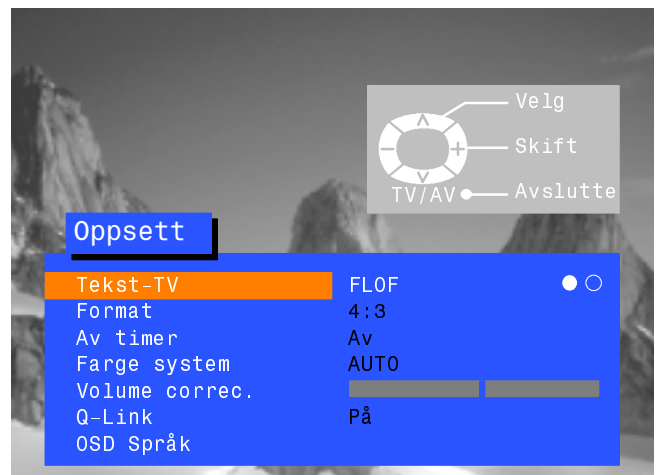 Velg
Skift
TV/AV Avslutte
Oppsett
Tekst-TV FLOF
Format 4:3
Av timer Av
Farge system AUTO
Volume correc.
Q-Link På
OSD Språk